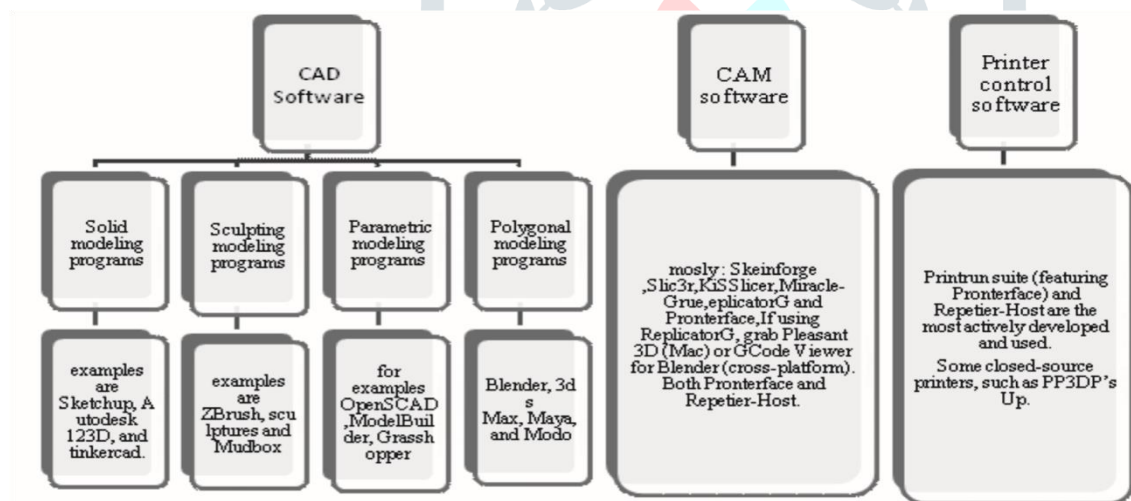 CAD
Software
CAM
software
Printer
control
software
Solid
modeling
programs
Sculpting
modeling
programs
Parametric
modeling
programs
Polygonal
modeling
programs
examples
are
Sketchup, A
utodesk
123D, and
tinkercad.
examples
are
ZBrush, scu
lptures and
Mudbox
for
examples
OpenSCAD
,ModelBuil
der, Grassh
opper
Blender, 3d
s
Max, Maya,
and Modo
mosly : Skeinforge
,Slic3r,KiSSlicer,Miracle-
Grue,eplicatorG and
Pronterface,If using
ReplicatorG, grab Pleasant
3D (Mac) or GCode Viewer
for Blender (cross-platform).
Both Pronterface and
Repetier-Host.
Printrun suite (featuring
Pronterface) and
Repetier-Host are the
most actively developed
and used.
Some closed-source
printers, such as PP3DP's
Up.